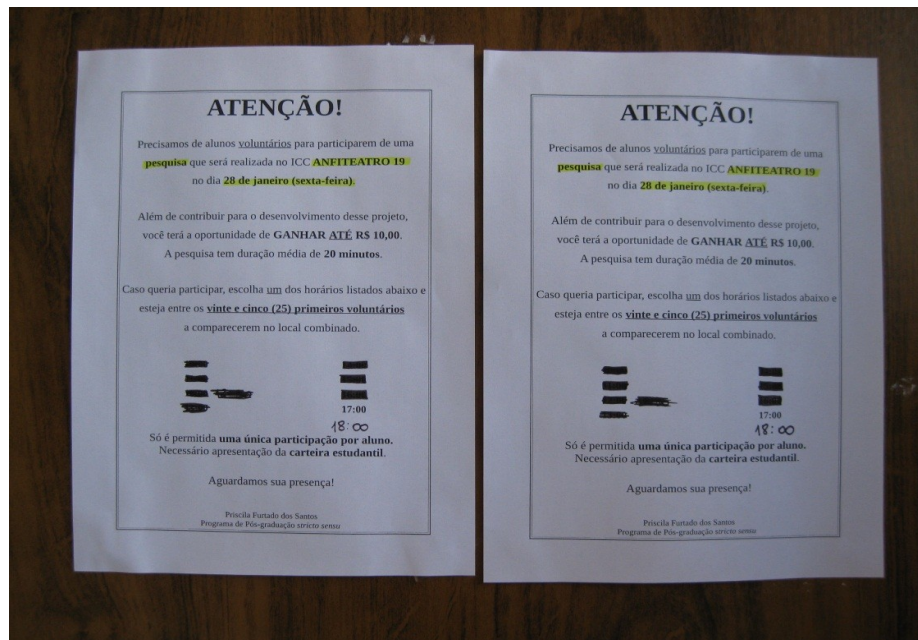 ATENÇÃO!
Precisamos de alunos voluntários para participarem de uma
pesquisa que será realizada no ICC ANFITEATRO 19
no dia 28 de janeiro (sexta-feira).
Além de contribuir para o desenvolvimento desse projeto,
você terá a oportunidade de GANHAR ATÉ R$ 10,00.
A pesquisa tem duração média de 20 minutos.
Caso queria participar, escolha um dos horários listados abaixo e
esteja entre os vinte e cinco (25) primeiros voluntários
a comparecerem no local combinado.
17:00
18:00
Só é permitida uma única participação por aluno.
Necessário apresentação da carteira estudantil.
Aguardamos sua presença!
Priscila Furtado dos Santos
Programa de Pós-graduação stricto sensu
ATENÇÃO!
Precisamos de alunos voluntários para participarem de uma
pesquisa que será realizada no ICC ANFITEATRO 19
no dia 28 de janeiro (sexta-feira).
Além de contribuir para o desenvolvimento desse projeto,
você terá a oportunidade de GANHAR ATÉ R$ 10,00.
A pesquisa tem duração média de 20 minutos.
Caso queria participar, escolha um dos horários listados abaixo e
esteja entre os vinte e cinco (25) primeiros voluntários
a comparecerem no local combinado.
17:00
18:00
Só é permitida uma única participação por aluno.
Necessário apresentação da carteira estudantil.
Aguardamos sua presença!
Priscila Furtado dos Santos
Programa de Pós-graduação stricto sensu